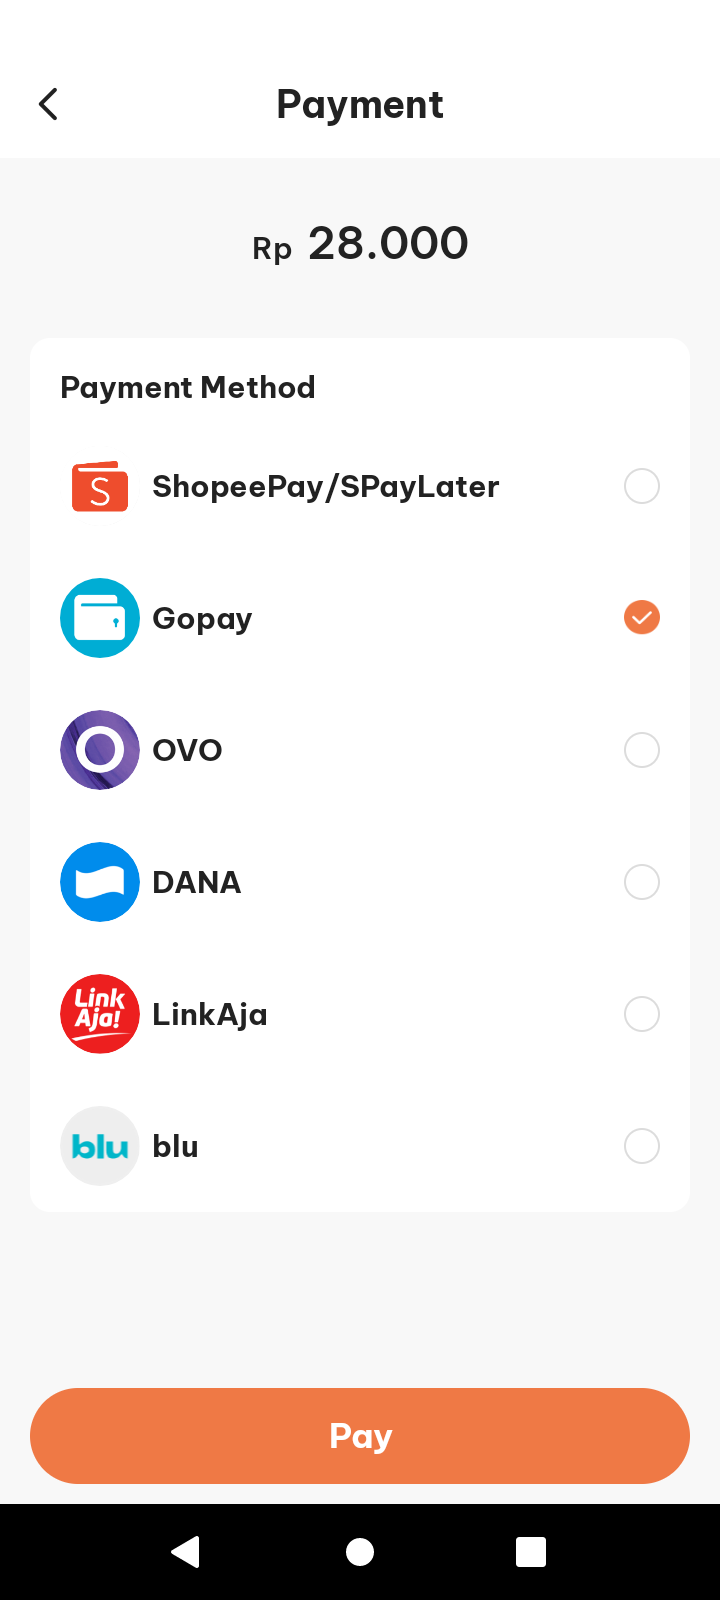 Payment
Rp 28.000
Payment Method
S ShopeePay/SPayLater
Gopay
OVO
DANA
Link
Aja!
LinkAja
blu blu
Pay